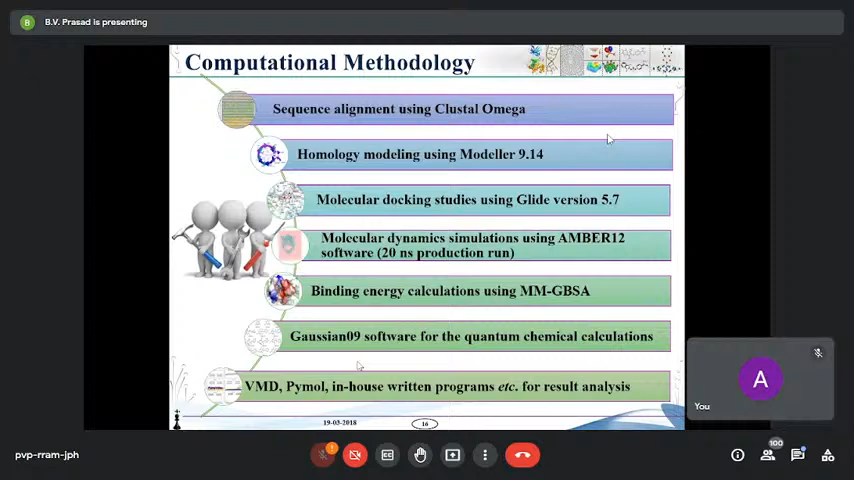 B
B.V. Prasad is presenting
Computational Methodology
Sequence alignment using Clustal Omega
Homology modeling using Modeller 9.14
Molecular docking studies using Glide version 5.7
Molecular dynamics simulations using AMBER12
software (20 ns production run)
Binding energy calculations using MM-GBSA
Gaussian09 software for the quantum chemical calculations
VMD, Pymol, in-house written programs etc. for result analysis
19-03-2018
16
A
You
pvp-rram-jph
100